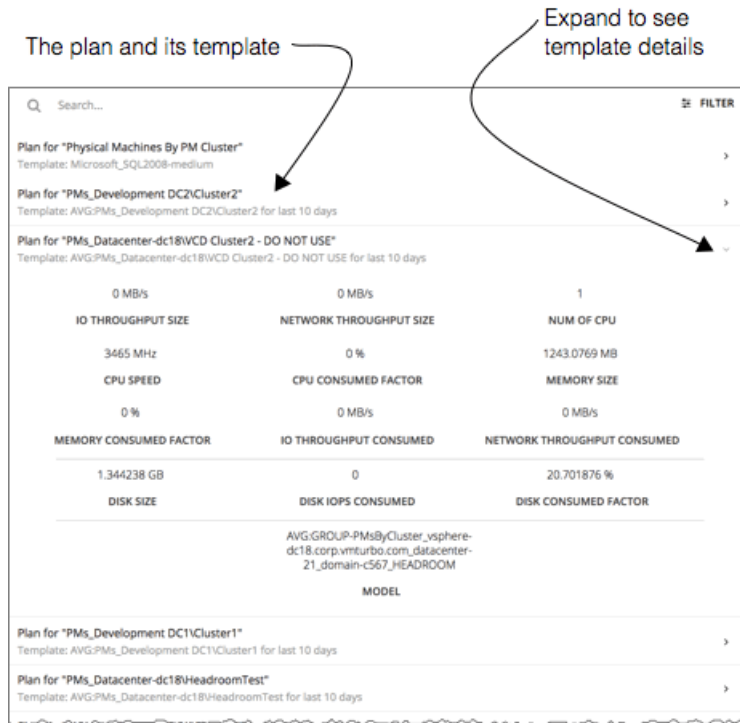 The plan and its template
Expand to see
template details
Search...
FILTER
Plan for "Physical Machines By PM Cluster"
Template: Microsoft_SQL2008-medium
Plan for "PMs_Development DC2\Cluster2"
Template: AVG:PMs_Development DC2\Cluster2 for last 10 days
Plan for "PMs_Datacenter-dc18\VCD Cluster2 - DO NOT USE"
Template: AVG:PMs_Datacenter-dc18\VCD Cluster2 - DO NOT USE for last 10 days
0 MB/s 0 MB/s 1
IO THROUGHPUT SIZE NETWORK THROUGHPUT SIZE NUM OF CPU
3465 MHz 0 % 1243.0769 MB
CPU SPEED CPU CONSUMED FACTOR MEMORY SIZE
0 % 0 MB/s 0 MB/s
MEMORY CONSUMED FACTOR IO THROUGHPUT CONSUMED NETWORK THROUGHPUT CONSUMED
1.344238 GB 0 20.701876 %
DISK SIZE DISK IOPS CONSUMED DISK CONSUMED FACTOR
AVG:GROUP-PMsByCluster_vsphere-
dc18.corp.vmturbo.com_datacenter-
21_domain-c567_HEADROOM
MODEL
Plan for "PMs_Development DC1\Cluster1"
Template: AVG:PMs_Development DC1\Cluster1 for last 10 days
Plan for "PMs_Datacenter-dc18\HeadroomTest"
Template: AVG:PMs_Datacenter-dc18\HeadroomTest for last 10 days